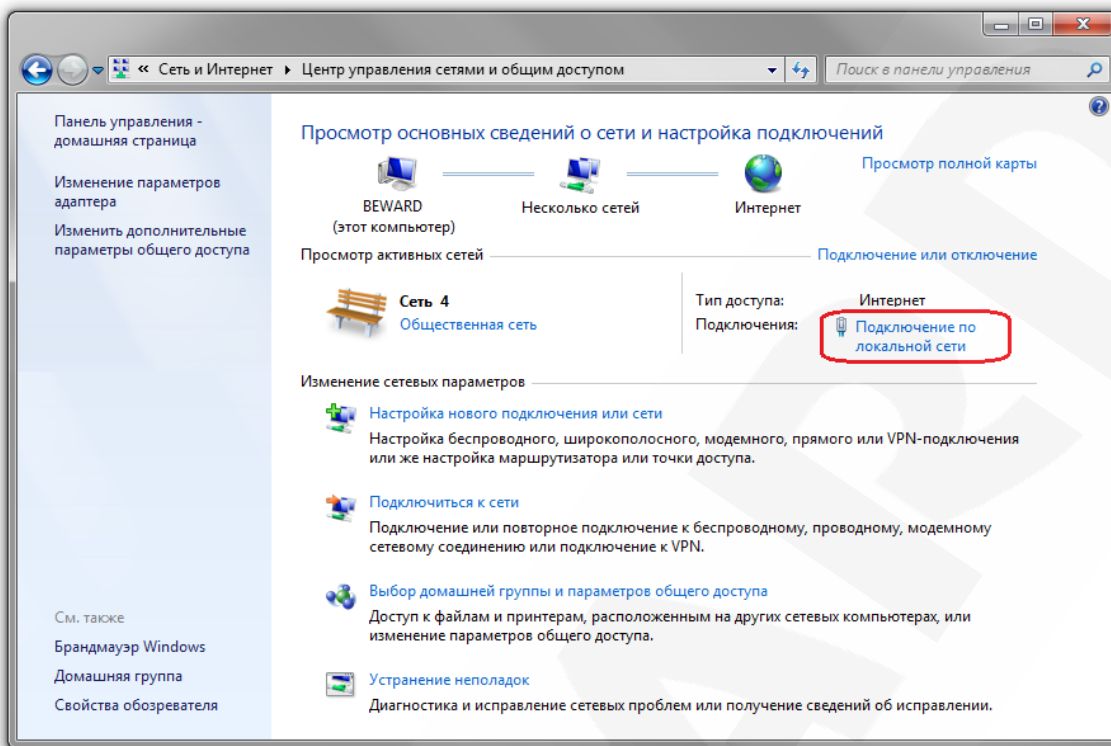 « Сеть и Интернет ▸ Центр управления сетями и общим доступом
Поиск в панели управления
Панель управления -
домашняя страница
Изменение параметров
адаптера
Изменить дополнительные
параметры общего доступа
См. также
Брандмауэр Windows
Домашняя группа
Свойства обозревателя
Просмотр основных сведений о сети и настройка подключений
Просмотр полной карты
BEWARD
(этот компьютер)
Несколько сетей
Интернет
Просмотр активных сетей
Подключение или отключение
Сеть 4
Общественная сеть
Тип доступа: Интернет
Подключения: Подключение по
локальной сети
Изменение сетевых параметров
Настройка нового подключения или сети
Настройка беспроводного, широкополосного, модемного, прямого или VPN-подключения
или же настройка маршрутизатора или точки доступа.
Подключиться к сети
Подключение или повторное подключение к беспроводному, проводному, модемному
сетевому соединению или подключение к VPN.
Выбор домашней группы и параметров общего доступа
Доступ к файлам и принтерам, расположенным на других сетевых компьютерах, или
изменение параметров общего доступа.
Устранение неполадок
Диагностика и исправление сетевых проблем или получение сведений об исправлении.